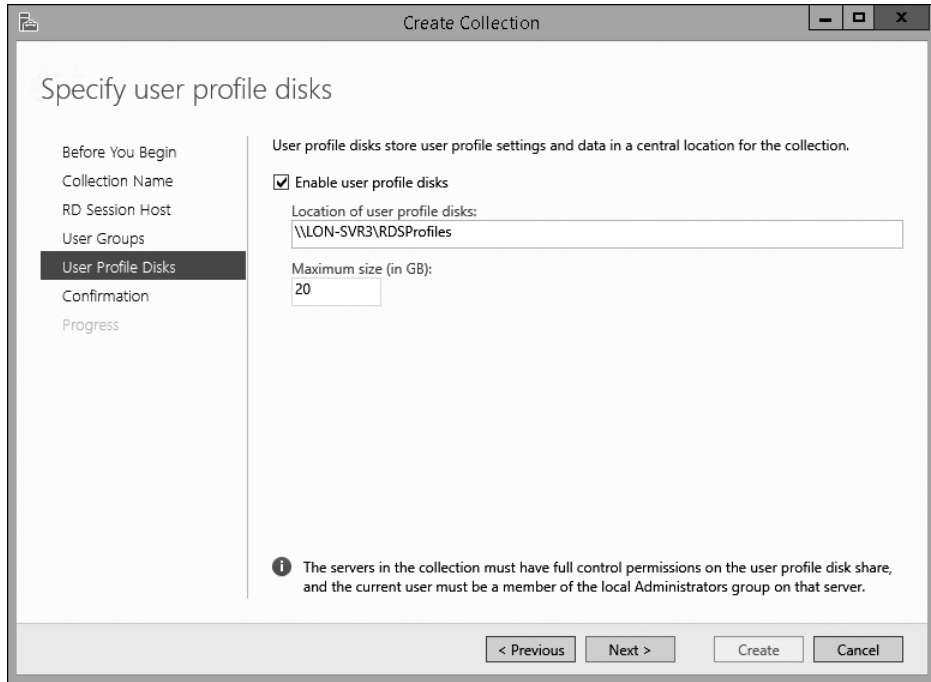 Create Collection
Specify user profile disks
Before You Begin
Collection Name
RD Session Host
User Groups
User Profile Disks
Confirmation
Progress
User profile disks store user profile settings and data in a central location for the collection.
Enable user profile disks
Location of user profile disks:
\\LON-SVR3\RDSProfiles
Maximum size (in GB):
20
The servers in the collection must have full control permissions on the user profile disk share,
and the current user must be a member of the local Administrators group on that server.
< Previous
Next >
Create
Cancel